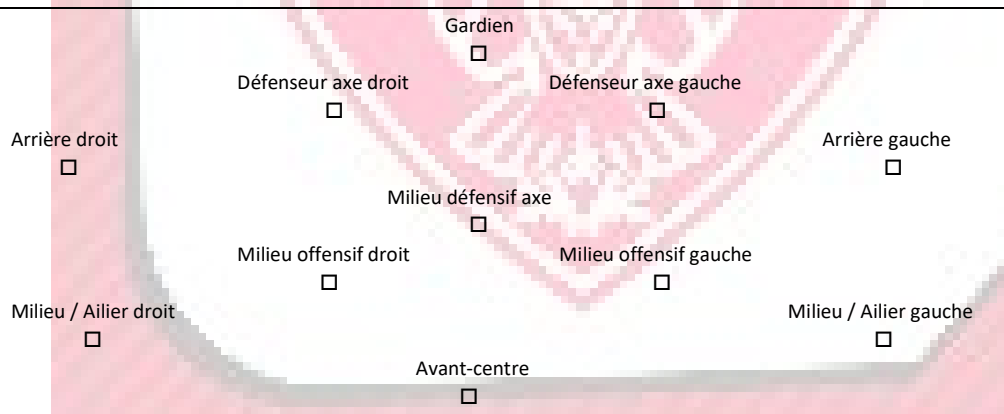 Gardien
□
Défenseur axe droit Défenseur axe gauche
□ □
Arrière droit Arrière gauche
□ □
Milieu défensif axe
□
Milieu offensif droit Milieu offensif gauche
□ □
Milieu / Ailier droit Milieu / Ailier gauche
□ □
Avant-centre
□